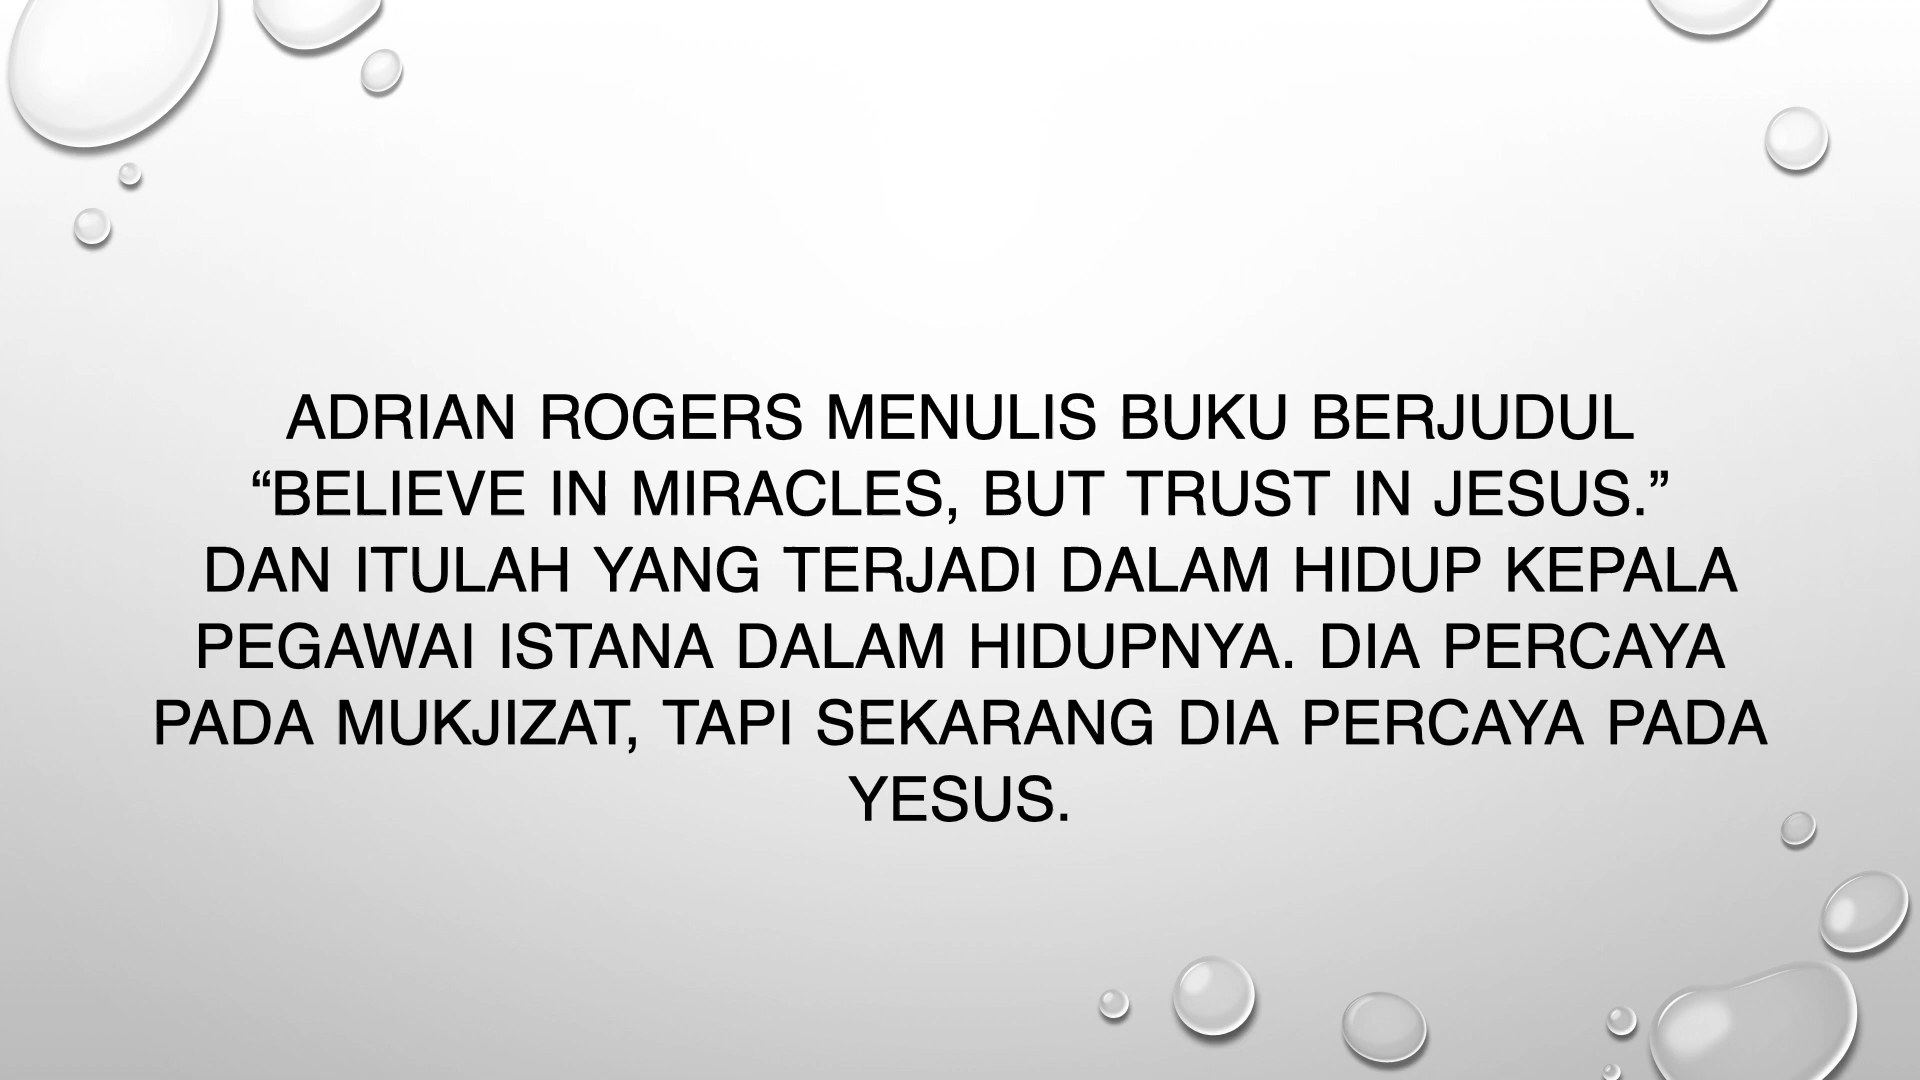 ADRIAN ROGERS MENULIS BUKU BERJUDUL
“BELIEVE IN MIRACLES, BUT TRUST IN JESUS.”
DAN ITULAH YANG TERJADI DALAM HIDUP KEPALA
PEGAWAI ISTANA DALAM HIDUPNYA. DIA PERCAYA
PADA MUKJIZAT, TAPI SEKARANG DIA PERCAYA PADA
YESUS.